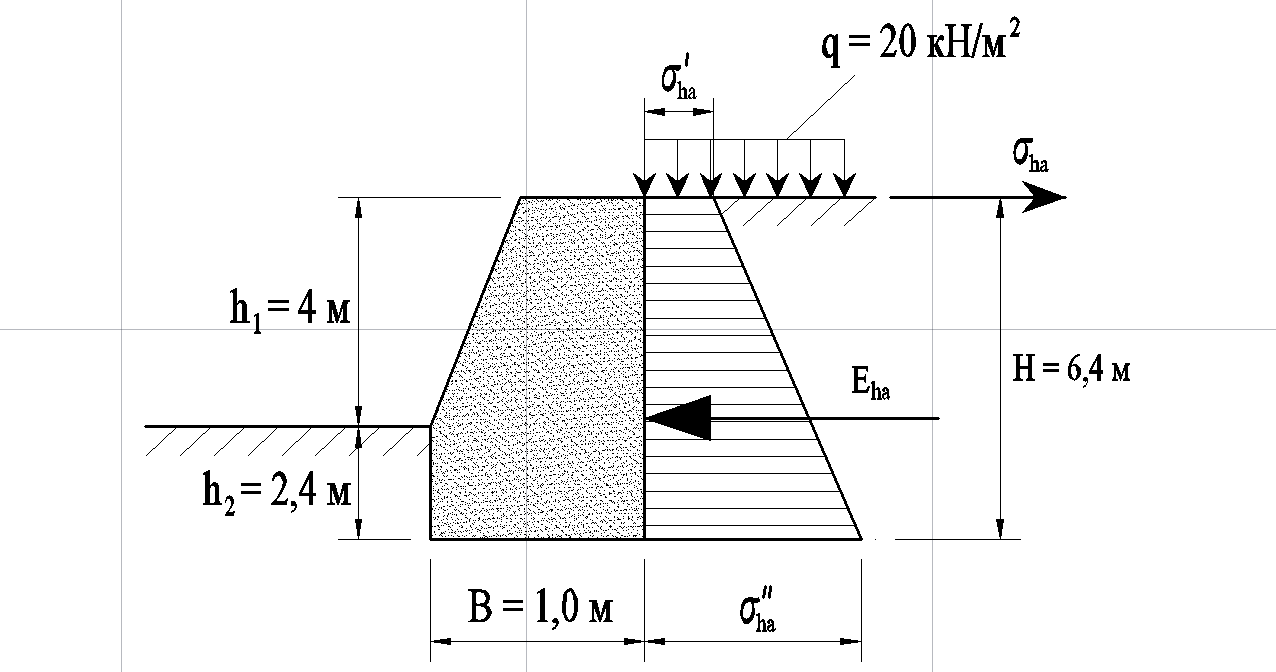 q = 20 кН/м²
σ'ha
σha
h₁ = 4 м
H = 6,4 м
Eha
h₂ = 2,4 м
B = 1,0 м
σ''ha